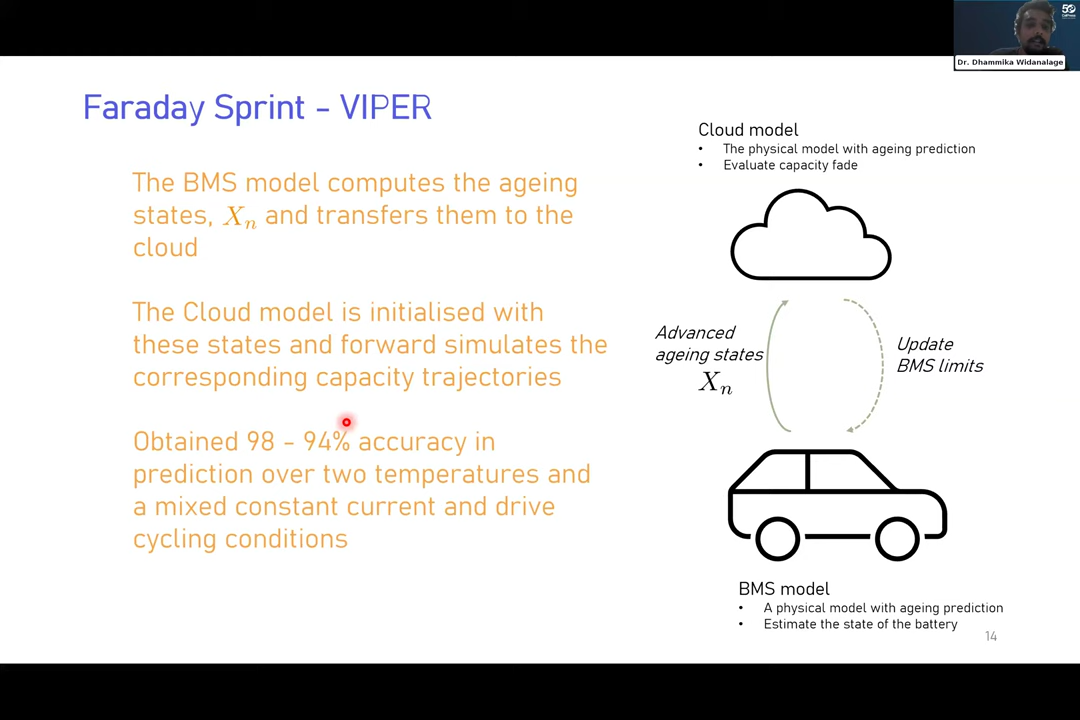 50
Dr. Dhammika Widanalage
Faraday Sprint - VIPER
The BMS model computes the ageing
states, Xn and transfers them to the
cloud
The Cloud model is initialised with
these states and forward simulates the
corresponding capacity trajectories
Obtained 98 - 94% accuracy in
prediction over two temperatures and
a mixed constant current and drive
cycling conditions
Cloud model
• The physical model with ageing prediction
• Evaluate capacity fade
Advanced
ageing states
Xn
Update
BMS limits
BMS model
• A physical model with ageing prediction
• Estimate the state of the battery
14